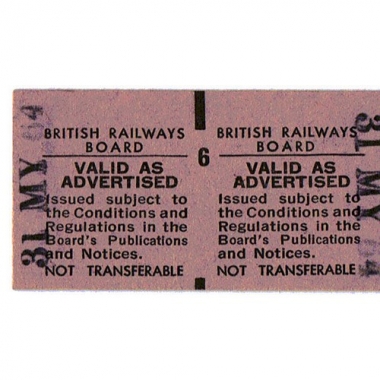 31 MY 64
BRITISH RAILWAYS
BOARD
VALID AS
ADVERTISED
Issued subject to
the Conditions and
Regulations in the
Board's Publications
and Notices.
NOT TRANSFERABLE
6
BRITISH RAILWAYS
BOARD
VALID AS
ADVERTISED
Issued subject to
the Conditions and
Regulations in the
Board's Publications
and Notices.
NOT TRANSFERABLE
31 MY